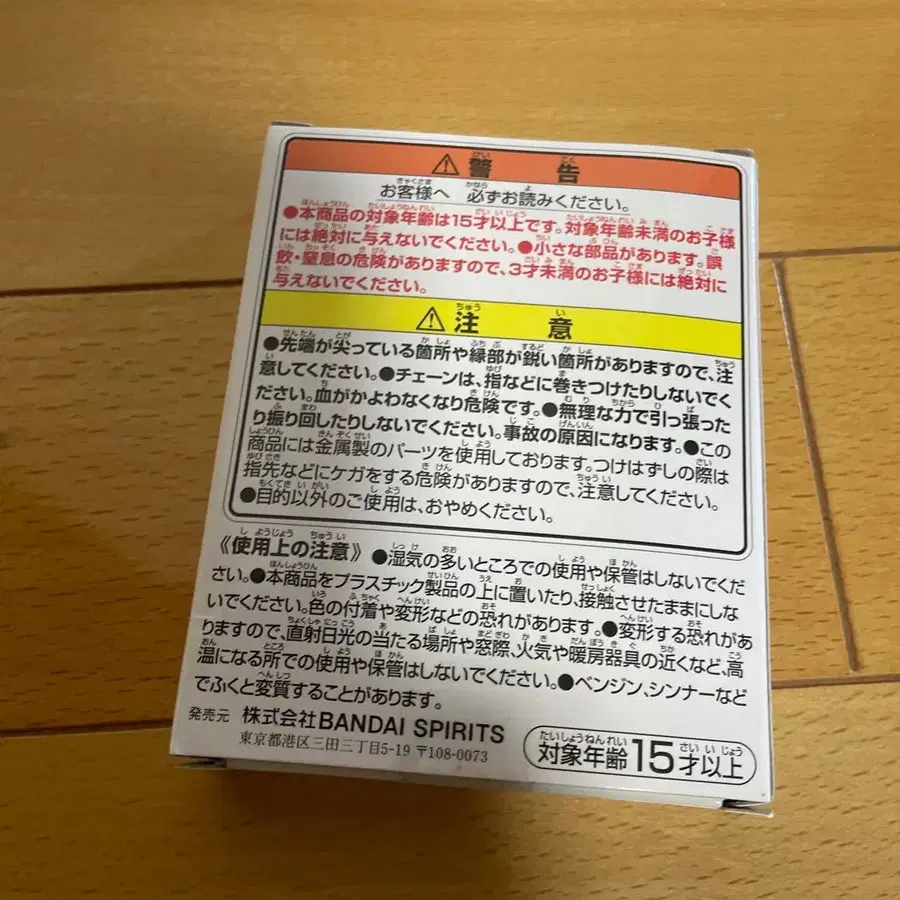 ⚠警告
お客様へ 必ずお読みください。
●本商品の対象年齢は15才以上です。対象年齢未満のお子様
には絶対に与えないでください。●小さな部品があります。誤
飲・窒息の危険がありますので、3才未満のお子様には絶対に
与えないでください。
⚠注意
●先端が尖っている箇所や縁部が鋭い箇所がありますので、注
意してください。●チェーンは、指などに巻きつけたりしないでく
ださい。血がかよわなくなり危険です。●無理な力で引っ張った
り振り回したりしないでください。事故の原因になります。●この
商品には金属製のパーツを使用しております。つけはずしの際は
指先などにケガをする危険がありますので、注意してください。
●目的以外のご使用は、おやめください。
《使用上の注意》●湿気の多いところでの使用や保管はしないでくだ
さい。●本商品をプラスチック製品の上に置いたり、接触させたままにしな
いでください。色の付着や変形などの恐れがあります。●変形する恐れがあ
りますので、直射日光の当たる場所や窓際、火気や暖房器具の近くなど、高
温になる所での使用や保管はしないでください。●ベンジン、シンナーなど
でふくと変質することがあります。
発売元 株式会社BANDAI SPIRITS
東京都港区三田三丁目5-19 〒108-0073
対象年齢15才以上